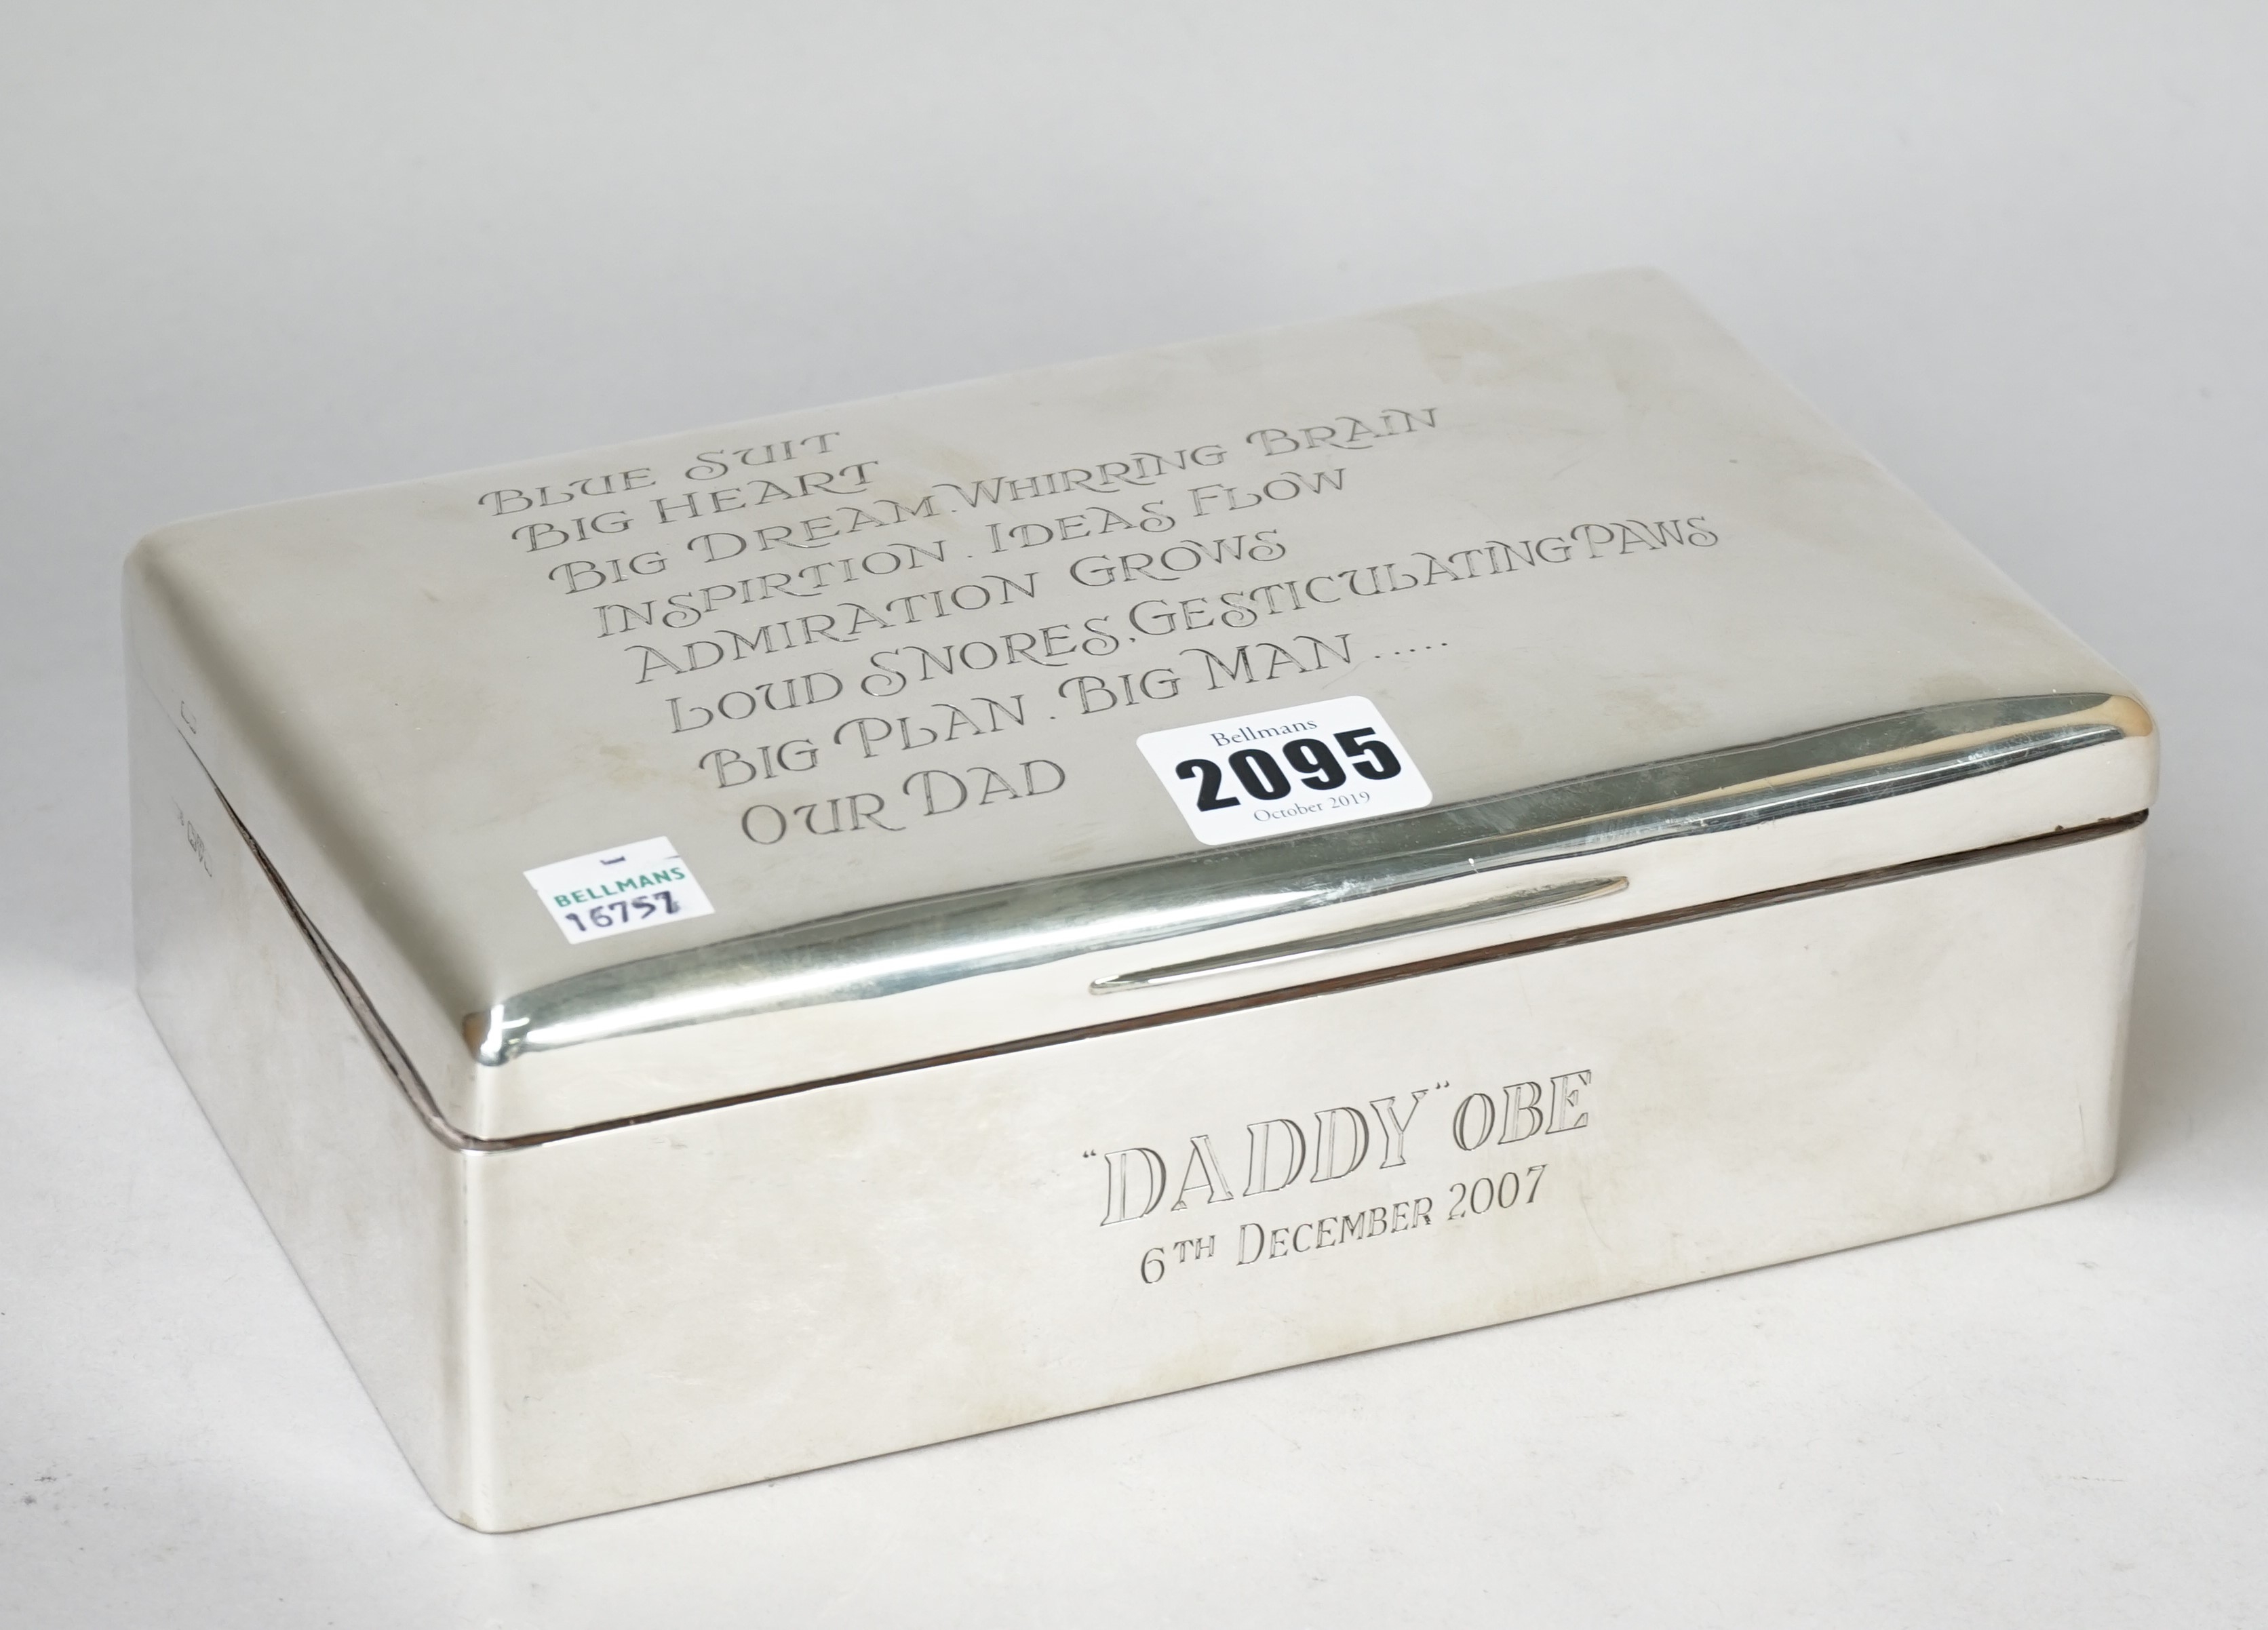 BLUE SUIT
BIG HEART
BIG DREAM.WHIRRING BRAIN
INSPIRTION. IDEAS FLOW
ADMIRATION GROWS
LOUD SNORES.GESTICULATING PAWS
BIG PLAN. BIG MAN.....
OUR DAD
Bellmans
2095
October 2019
BELLMANS
16757
"DADDY" OBE
6TH DECEMBER 2007